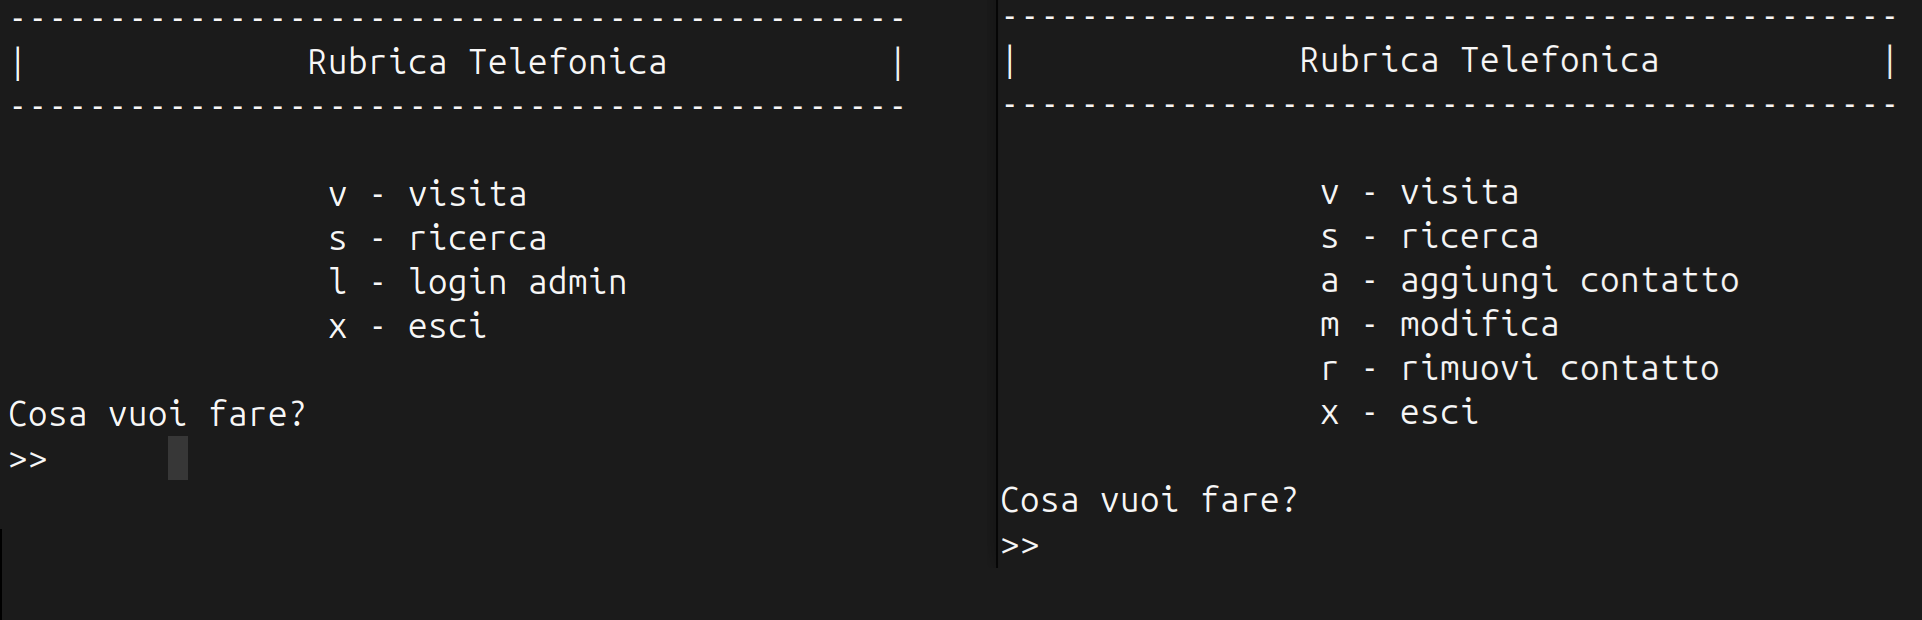 ---------------------------------------------
| Rubrica Telefonica |
---------------------------------------------
v - visita
s - ricerca
l - login admin
x - esci
Cosa vuoi fare?
>>
---------------------------------------------
| Rubrica Telefonica |
---------------------------------------------
v - visita
s - ricerca
a - aggiungi contatto
m - modifica
r - rimuovi contatto
x - esci
Cosa vuoi fare?
>>